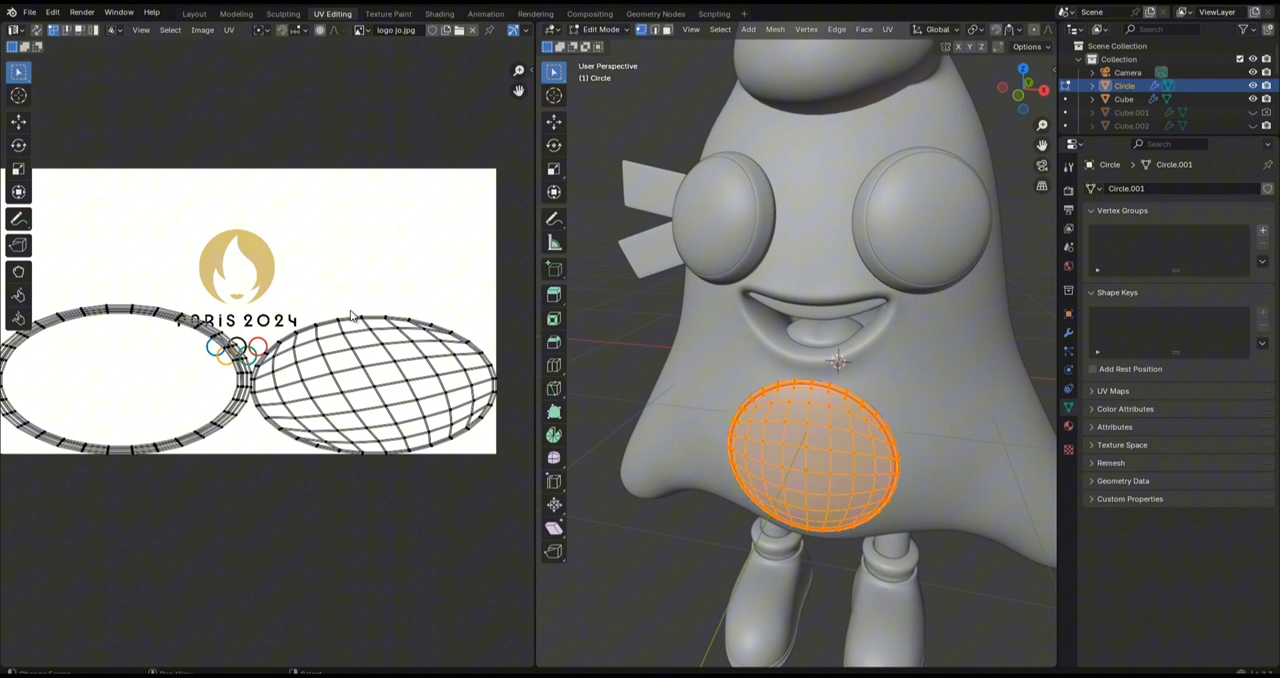 File Edit Render Window Help Layout Modeling Sculpting UV Editing Texture Paint Shading Animation Rendering Compositing Geometry Nodes Scripting + Scene ViewLayer
View Select Image UV logo jo.jpg Edit Mode View Select Add Mesh Vertex Edge Face UV Global Search
X Y Z Options
Scene Collection
Collection
Camera
Circle
Cube
Cube.001
Cube.002
User Perspective
(1) Circle
Z
Y
X
Search
Circle > Circle.001
Circle.001
Vertex Groups
Shape Keys
Add Rest Position
UV Maps
Color Attributes
Attributes
Texture Space
Remesh
Geometry Data
Custom Properties
PARIS 2024
Select